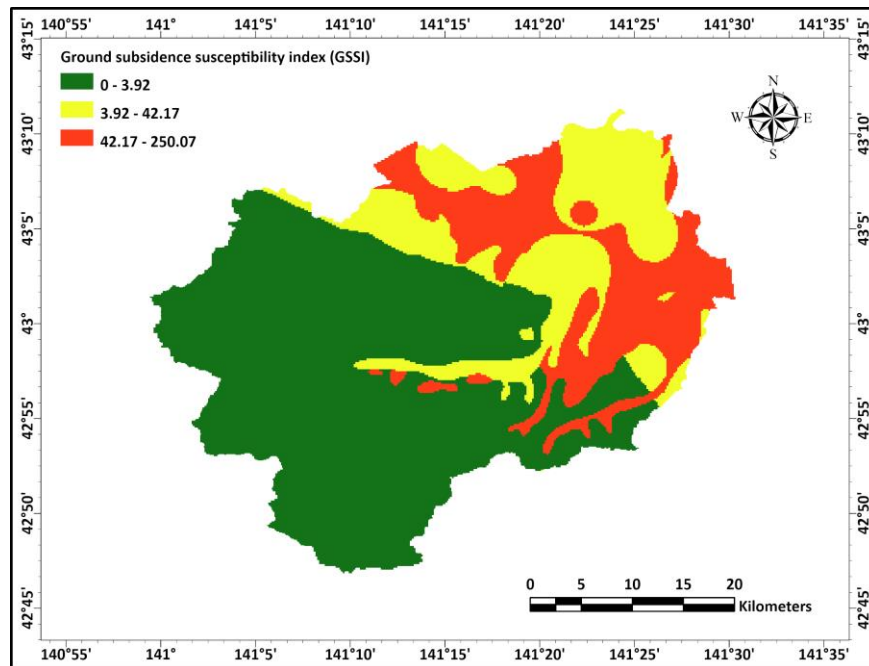 140°55' 141° 141°5' 141°10' 141°15' 141°20' 141°25' 141°30' 141°35'
43°15' 43°15'
Ground subsidence susceptibility index (GSSI)
0 - 3.92
3.92 - 42.17
42.17 - 250.07
N
W E
S
43°10' 43°10'
43°5' 43°5'
43° 43°
42°55' 42°55'
42°50' 42°50'
0 5 10 15 20
Kilometers
42°45' 42°45'
140°55' 141° 141°5' 141°10' 141°15' 141°20' 141°25' 141°30' 141°35'